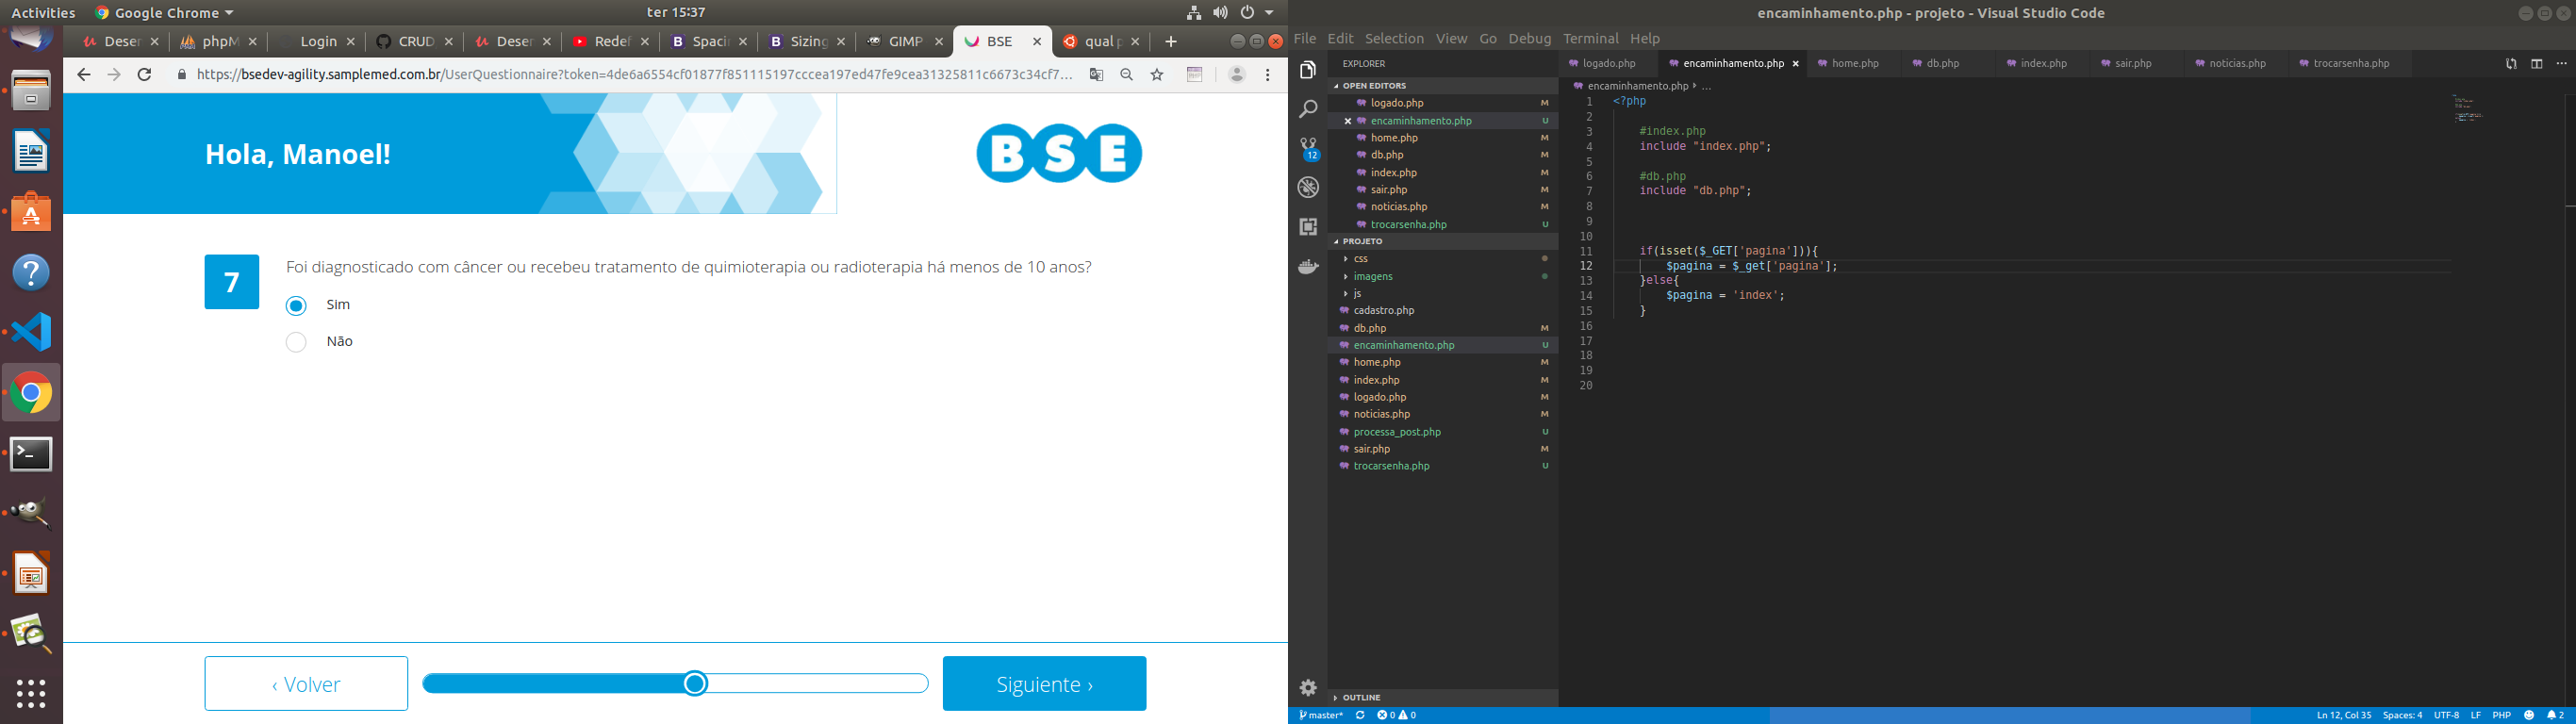 Activities
Google Chrome
ter 15:37
Deser
phpM
Login
CRUD
Deser
Redef
Spacin
Sizing
GIMP
BSE
qual p
https://bsedev-agility.samplemed.com.br/UserQuestionnaire?token=4de6a6554cf01877f851115197cccea197ed47fe9cea31325811c6673c34cf7...
Hola, Manoel!
BSE
7
Foi diagnosticado com câncer ou recebeu tratamento de quimioterapia ou radioterapia há menos de 10 anos?
Sim
Não
‹ Volver
Siguiente ›
encaminhamento.php - projeto - Visual Studio Code
File Edit Selection View Go Debug Terminal Help
EXPLORER
OPEN EDITORS
logado.php M
encaminhamento.php U
home.php M
db.php M
index.php M
sair.php M
noticias.php M
trocarsenha.php U
PROJETO
css
imagens
js
cadastro.php
db.php M
encaminhamento.php U
home.php M
index.php M
logado.php M
noticias.php M
processa_post.php U
sair.php M
trocarsenha.php U
OUTLINE
12
logado.php
encaminhamento.php
home.php
db.php
index.php
sair.php
noticias.php
trocarsenha.php
encaminhamento.php › ...
1 <?php
2
3 #index.php
4 include "index.php";
5
6 #db.php
7 include "db.php";
8
9
10
11 if(isset($_GET['pagina'])){
12 $pagina = $_get['pagina'];
13 }else{
14 $pagina = 'index';
15 }
16
17
18
19
20
master*
0 0
Ln 12, Col 35
Spaces: 4
UTF-8
LF
PHP
2